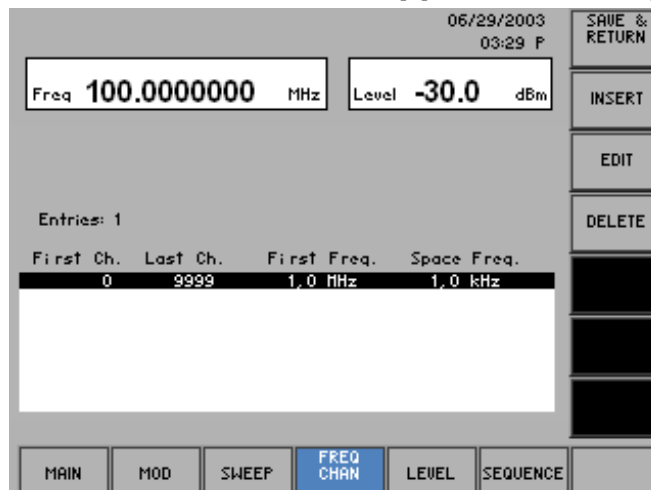 06/29/2003
03:29 P
SAVE &
RETURN
Freq 100.0000000 MHz
Level -30.0 dBm
INSERT
EDIT
Entries: 1
DELETE
First Ch. Last Ch. First Freq. Space Freq.
0 9999 1,0 MHz 1,0 kHz
MAIN
MOD
SWEEP
FREQ
CHAN
LEVEL
SEQUENCE